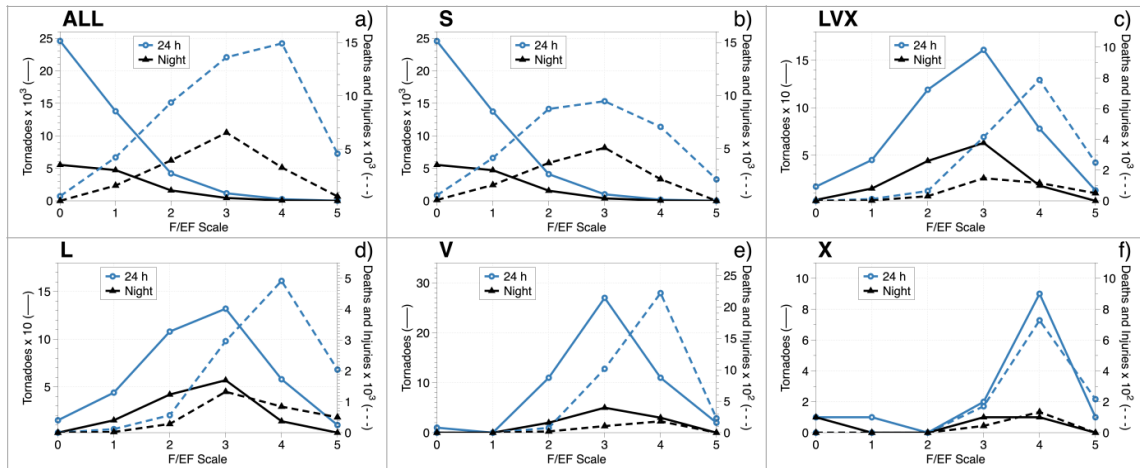 ALL
a)
24 h
Night
Tornadoes x 10³ (——)
25
20
15
10
5
0
15
10
5
0
Deaths and Injuries x 10³ (- - -)
0 1 2 3 4 5
F/EF Scale
S
b)
24 h
Night
Tornadoes x 10³ (——)
25
20
15
10
5
0
15
10
5
0
Deaths and Injuries x 10³ (- - -)
0 1 2 3 4 5
F/EF Scale
LVX
c)
24 h
Night
Tornadoes x 10 (——)
15
10
5
10
8
6
4
2
0
Deaths and Injuries x 10³ (- - -)
0 1 2 3 4 5
F/EF Scale
L
d)
24 h
Night
Tornadoes x 10 (——)
15
10
5
5
4
3
2
1
0
Deaths and Injuries x 10² (- - -)
0 1 2 3 4 5
F/EF Scale
V
e)
24 h
Night
Tornadoes (——)
30
20
10
0
25
20
15
10
5
0
Deaths and Injuries x 10² (- - -)
0 1 2 3 4 5
F/EF Scale
X
f)
24 h
Night
Tornadoes (——)
10
8
6
4
2
0
10
8
6
4
2
0
Deaths and Injuries x 10² (- - -)
0 1 2 3 4 5
F/EF Scale